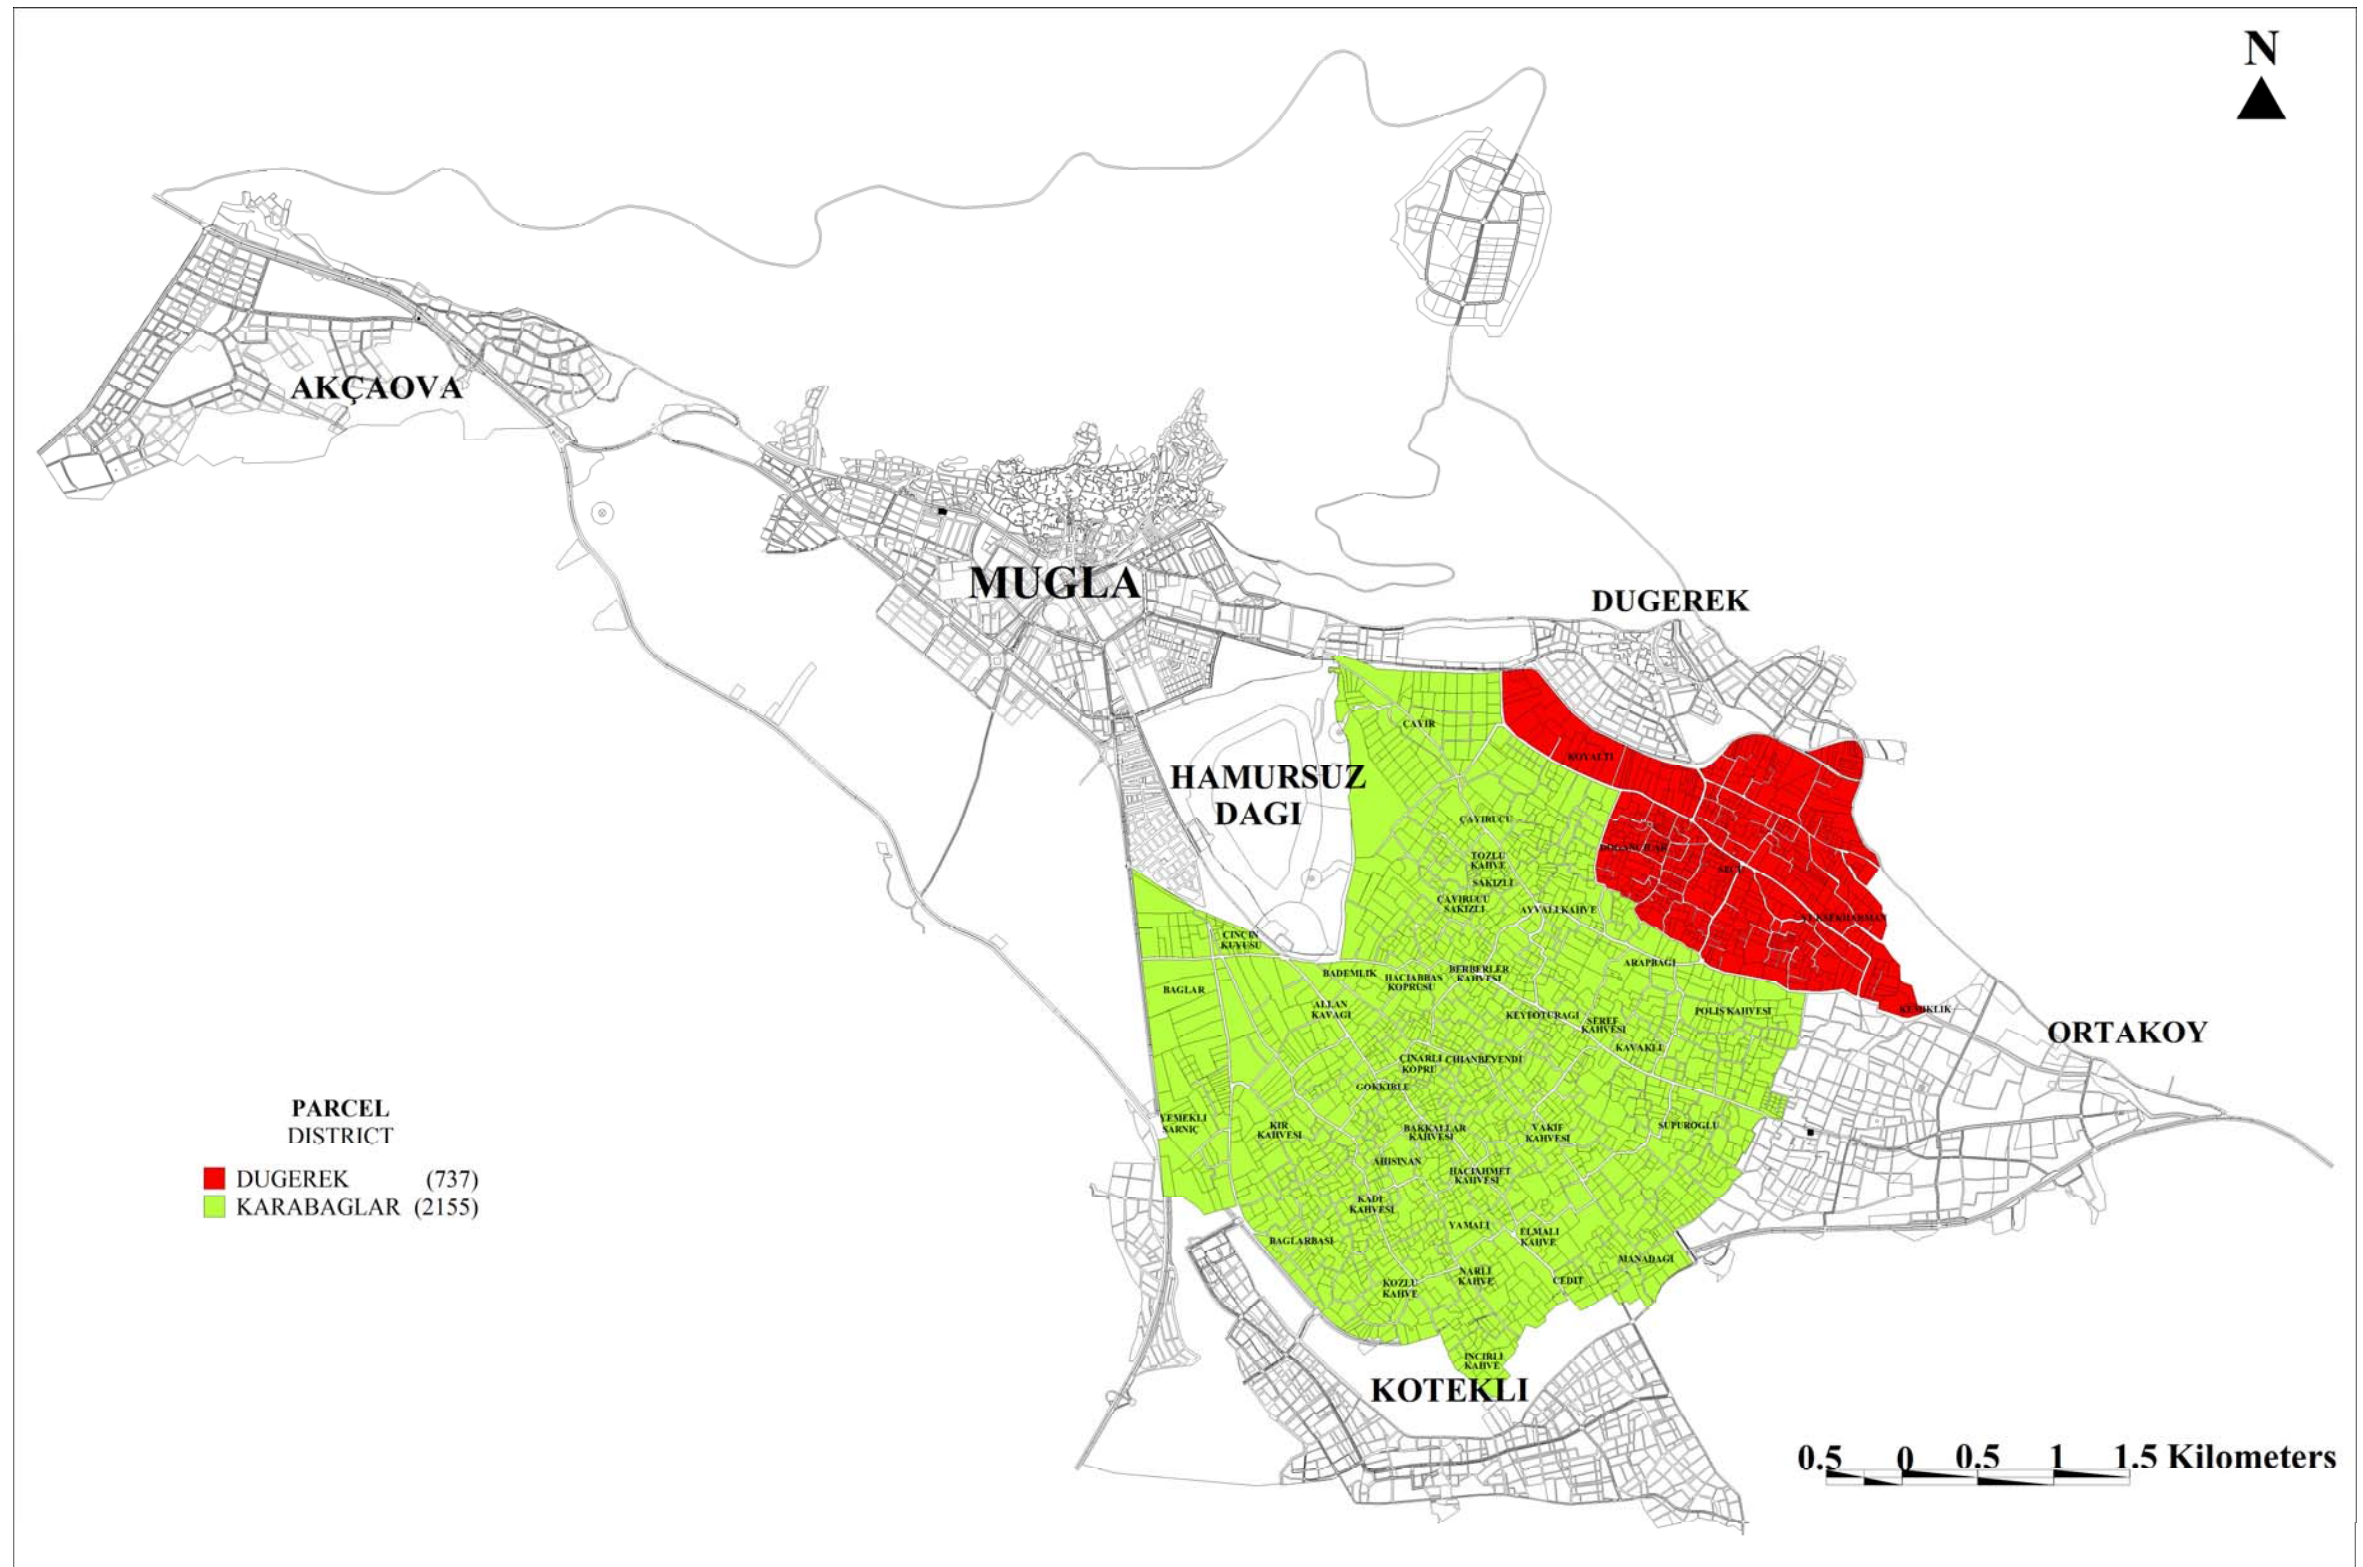 N
AKÇAOVA
MUGLA
DUGEREK
HAMURSUZ
DAGI
ORTAKOY
KOTEKLI
ÇAYIR
KOYALTI
ÇAYIRUCU
TOZLU
KAHVE
SAKIZLI
ÇAYIRUCU
SAKIZLI
AYVALI KAHVE
YUKSEKHARMAN
KEMIKLIK
ÇINÇIN
KUYUSU
BAGLAR
BADEMLIK
HACIABBAS
KOPRUSU
BERBERLER
KAHVESI
ARAPBAGI
ALLAN
KAVAGI
KEYFOTURAGI
SEREF
KAHVESI
POLIS KAHVESI
KAVAKLI
ÇINARLI
KOPRU
CIHANBEYENDI
GOKKIBLE
YEMEKLI
SARNIÇ
KIR
KAHVESI
BAKKALLAR
KAHVESI
VAKIF
KAHVESI
SUPUROGLU
AHISINAN
HACIAHMET
KAHVESI
KADI
KAHVESI
YAMALI
ELMALI
KAHVE
BAGLARBASI
MANADAGI
KOZLU
KAHVE
NARLI
KAHVE
CEDIT
INCIRLI
KAHVE
PARCEL
DISTRICT
DUGEREK (737)
KARABAGLAR (2155)
0.5 0 0.5 1 1.5 Kilometers